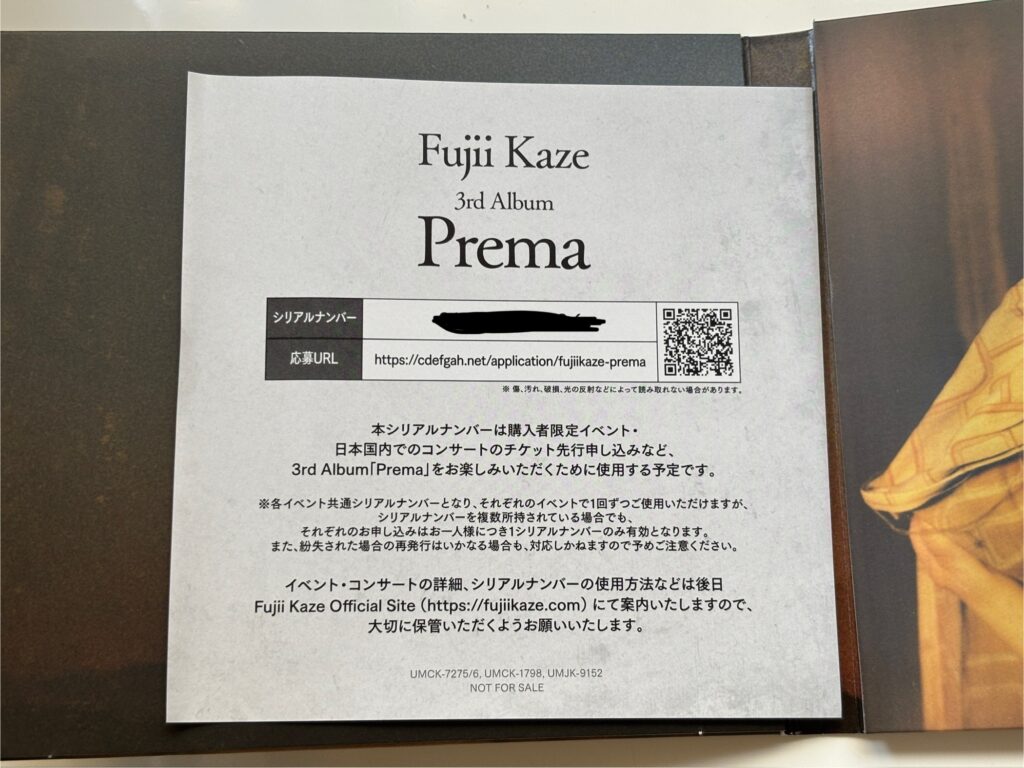 Fujii Kaze
3rd Album
Prema
シリアルナンバー
応募URL
https://cdefgah.net/application/fujiikaze-prema
※ 傷、汚れ、破損、光の反射などによって読み取れない場合があります。
本シリアルナンバーは購入者限定イベント・
日本国内でのコンサートのチケット先行申し込みなど、
3rd Album「Prema」をお楽しみいただくために使用する予定です。
※各イベント共通シリアルナンバーとなり、それぞれのイベントで1回ずつご使用いただけますが、
シリアルナンバーを複数所持されている場合でも、
それぞれのお申し込みはお一人様につき1シリアルナンバーのみ有効となります。
また、紛失された場合の再発行はいかなる場合も、対応しかねますので予めご注意ください。
イベント・コンサートの詳細、シリアルナンバーの使用方法などは後日
Fujii Kaze Official Site（https://fujiikaze.com）にて案内いたしますので、
大切に保管いただくようお願いいたします。
UMCK-7275/6, UMCK-1798, UMJK-9152
NOT FOR SALE